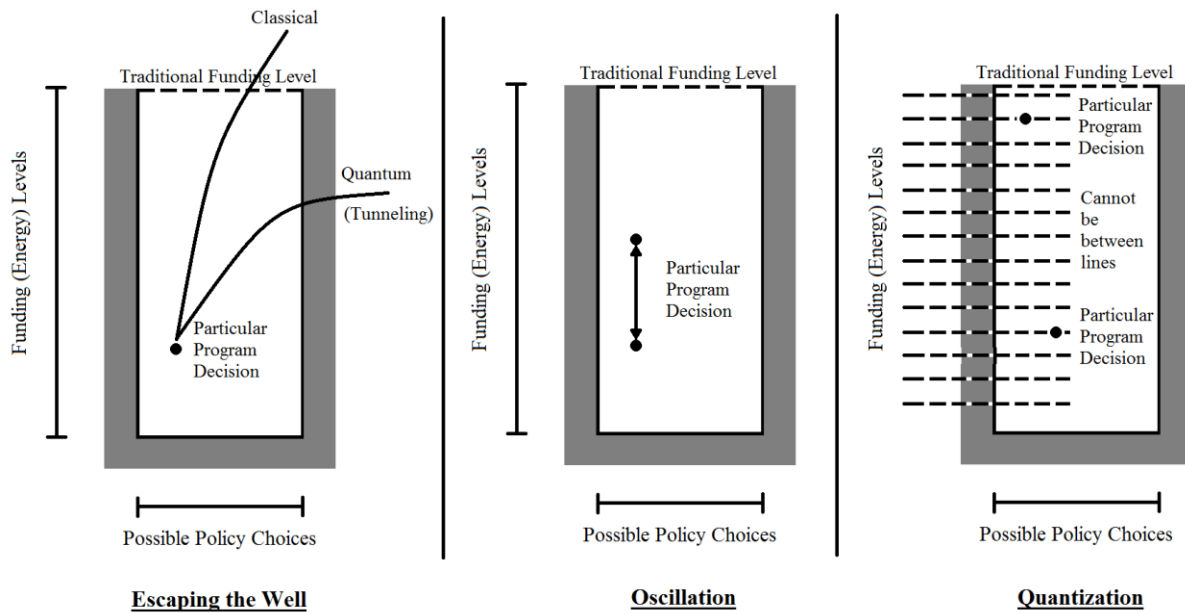 Classical
Traditional Funding Level
Funding (Energy) Levels
Quantum
(Tunneling)
Particular
Program
Decision
Possible Policy Choices
Escaping the Well
Traditional Funding Level
Funding (Energy) Levels
Particular
Program
Decision
Possible Policy Choices
Oscillation
Traditional Funding Level
Funding (Energy) Levels
Particular
Program
Decision
Cannot
be
between
lines
Particular
Program
Decision
Possible Policy Choices
Quantization